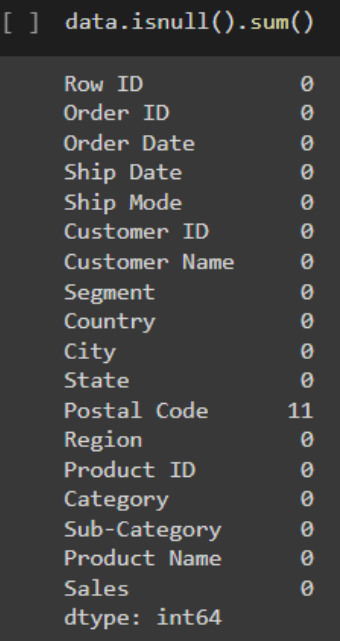 [ ] data.isnull().sum()
Row ID 0
Order ID 0
Order Date 0
Ship Date 0
Ship Mode 0
Customer ID 0
Customer Name 0
Segment 0
Country 0
City 0
State 0
Postal Code 11
Region 0
Product ID 0
Category 0
Sub-Category 0
Product Name 0
Sales 0
dtype: int64